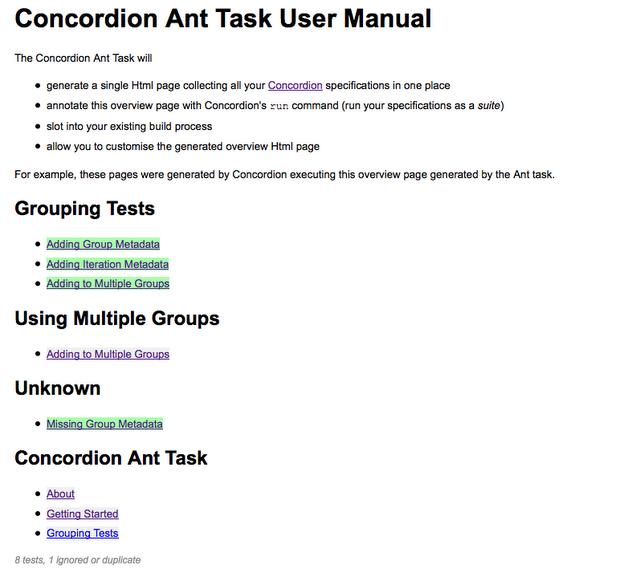 Concordion Ant Task User Manual
The Concordion Ant Task will
generate a single Html page collecting all your Concordion specifications in one place
annotate this overview page with Concordion's run command (run your specifications as a suite)
slot into your existing build process
allow you to customise the generated overview Html page
For example, these pages were generated by Concordion executing this overview page generated by the Ant task.
Grouping Tests
Adding Group Metadata
Adding Iteration Metadata
Adding to Multiple Groups
Using Multiple Groups
Adding to Multiple Groups
Unknown
Missing Group Metadata
Concordion Ant Task
About
Getting Started
Grouping Tests
8 tests, 1 ignored or duplicate